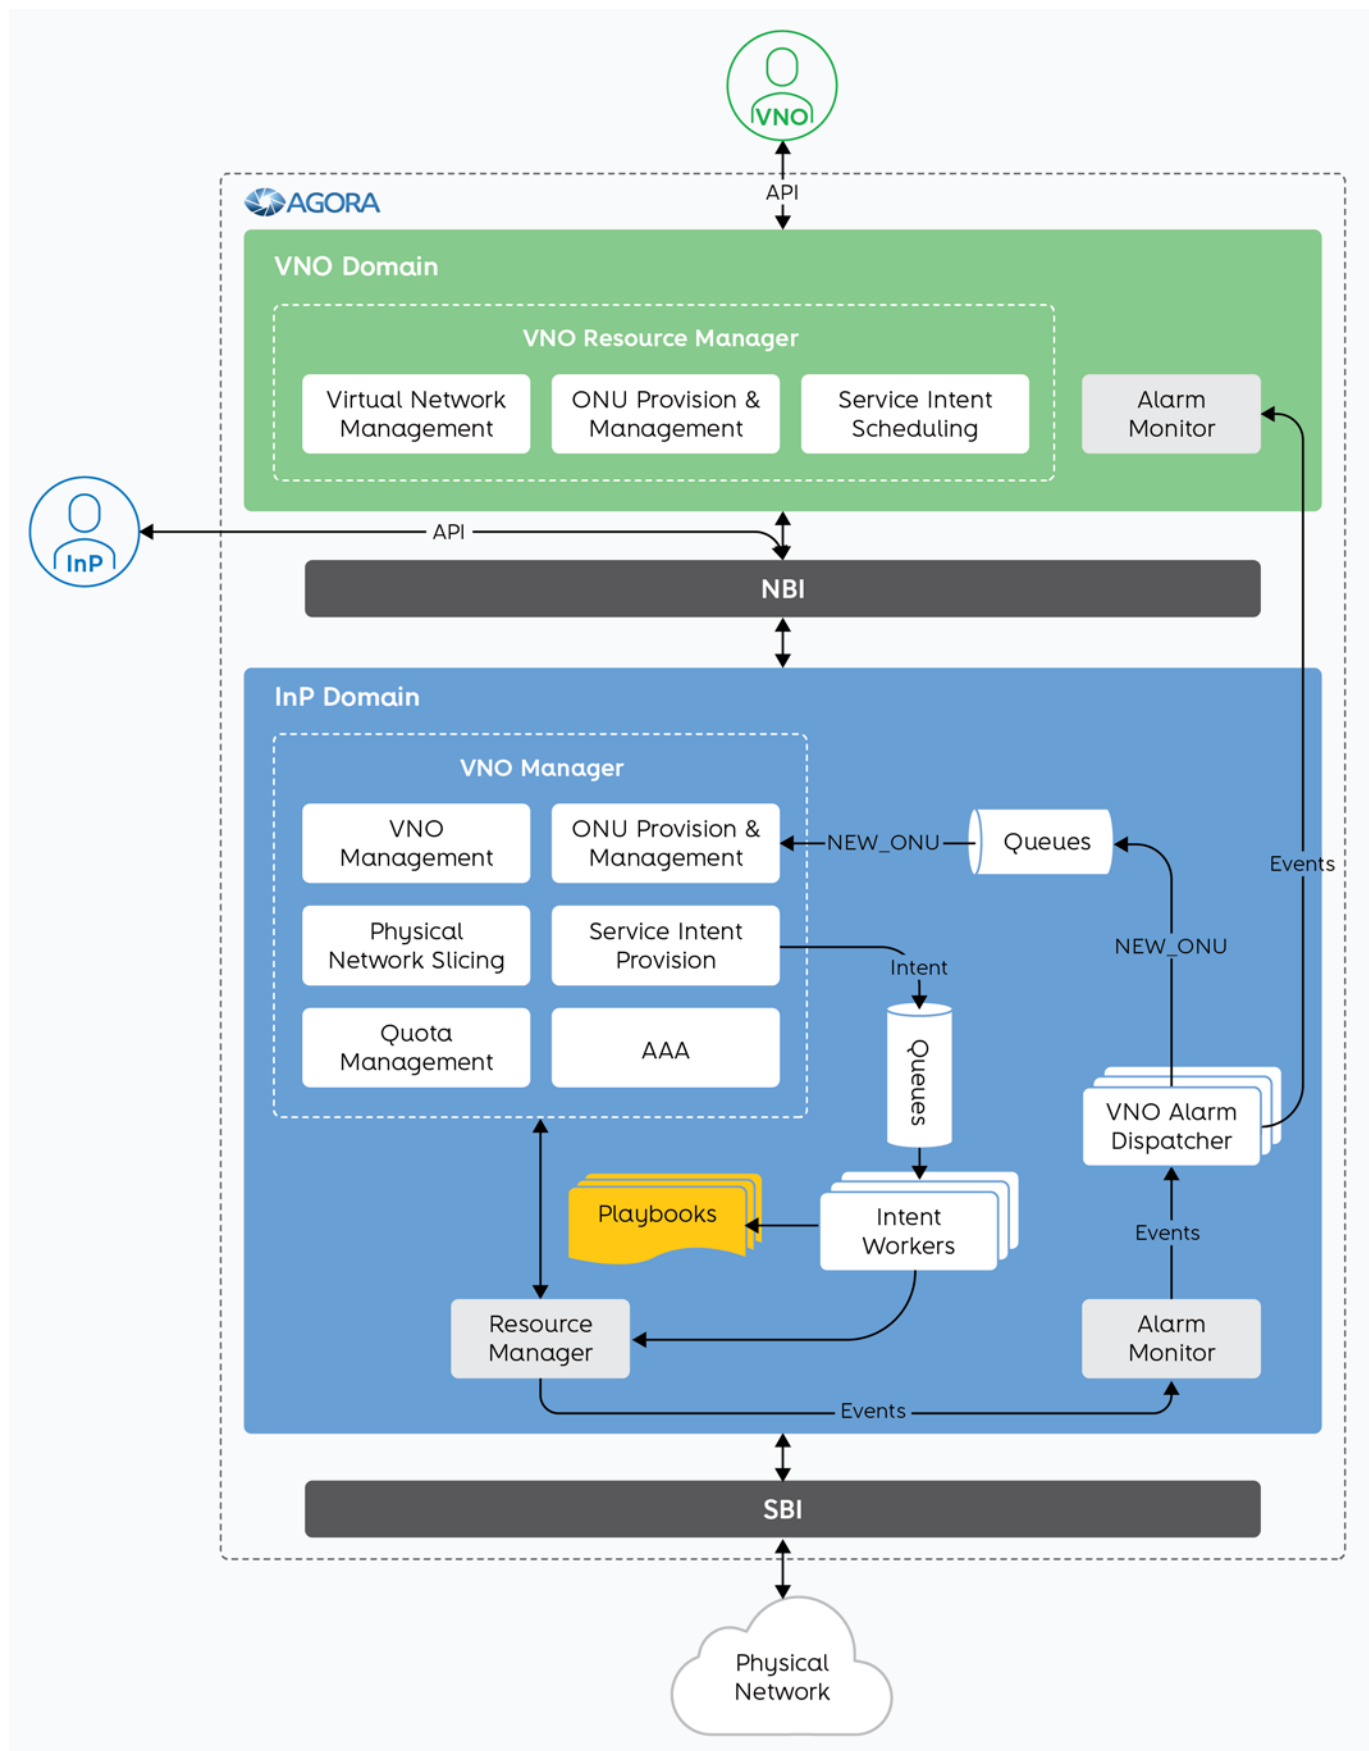 VNO
API
AGORA
VNO Domain
VNO Resource Manager
Virtual Network
Management
ONU Provision &
Management
Service Intent
Scheduling
Alarm
Monitor
InP
API
NBI
InP Domain
VNO Manager
VNO
Management
ONU Provision &
Management
NEW_ONU
Queues
Events
Physical
Network Slicing
Service Intent
Provision
Intent
NEW_ONU
Quota
Management
AAA
Queues
VNO Alarm
Dispatcher
Playbooks
Intent
Workers
Events
Resource
Manager
Alarm
Monitor
Events
SBI
Physical
Network